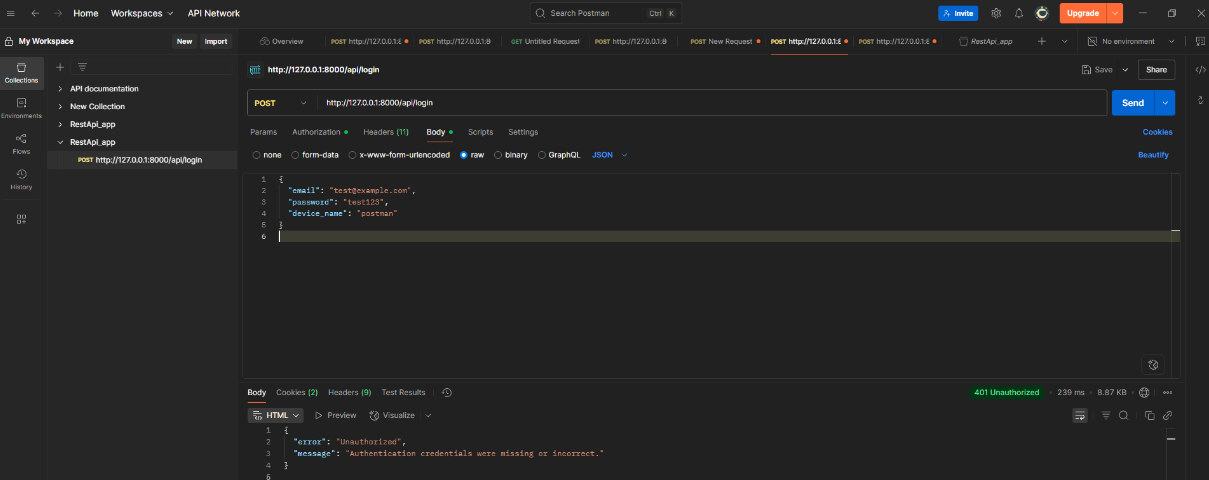 Home Workspaces API Network Search Postman Ctrl K Invite Upgrade
My Workspace New Import Overview POST http://127.0.0.1:8 POST http://127.0.0.1:8 GET Untitled Request POST http://127.0.0.1:8 POST New Request POST http://127.0.0.1:8 POST http://127.0.0.1:8 RestApi_app No environment
Collections
Environments
Flows
History
API documentation
New Collection
RestApi_app
RestApi_app
POST http://127.0.0.1:8000/api/login
HTTP http://127.0.0.1:8000/api/login Save Share
POST http://127.0.0.1:8000/api/login Send
Params Authorization Headers (11) Body Scripts Settings Cookies
none form-data x-www-form-urlencoded raw binary GraphQL JSON Beautify
1 {
2 "email": "test@example.com",
3 "password": "test123",
4 "device_name": "postman"
5 }
6
Body Cookies (2) Headers (9) Test Results 401 Unauthorized 239 ms 8.87 KB
HTML Preview Visualize
1 {
2 "error": "Unauthorized",
3 "message": "Authentication credentials were missing or incorrect."
4 }
5